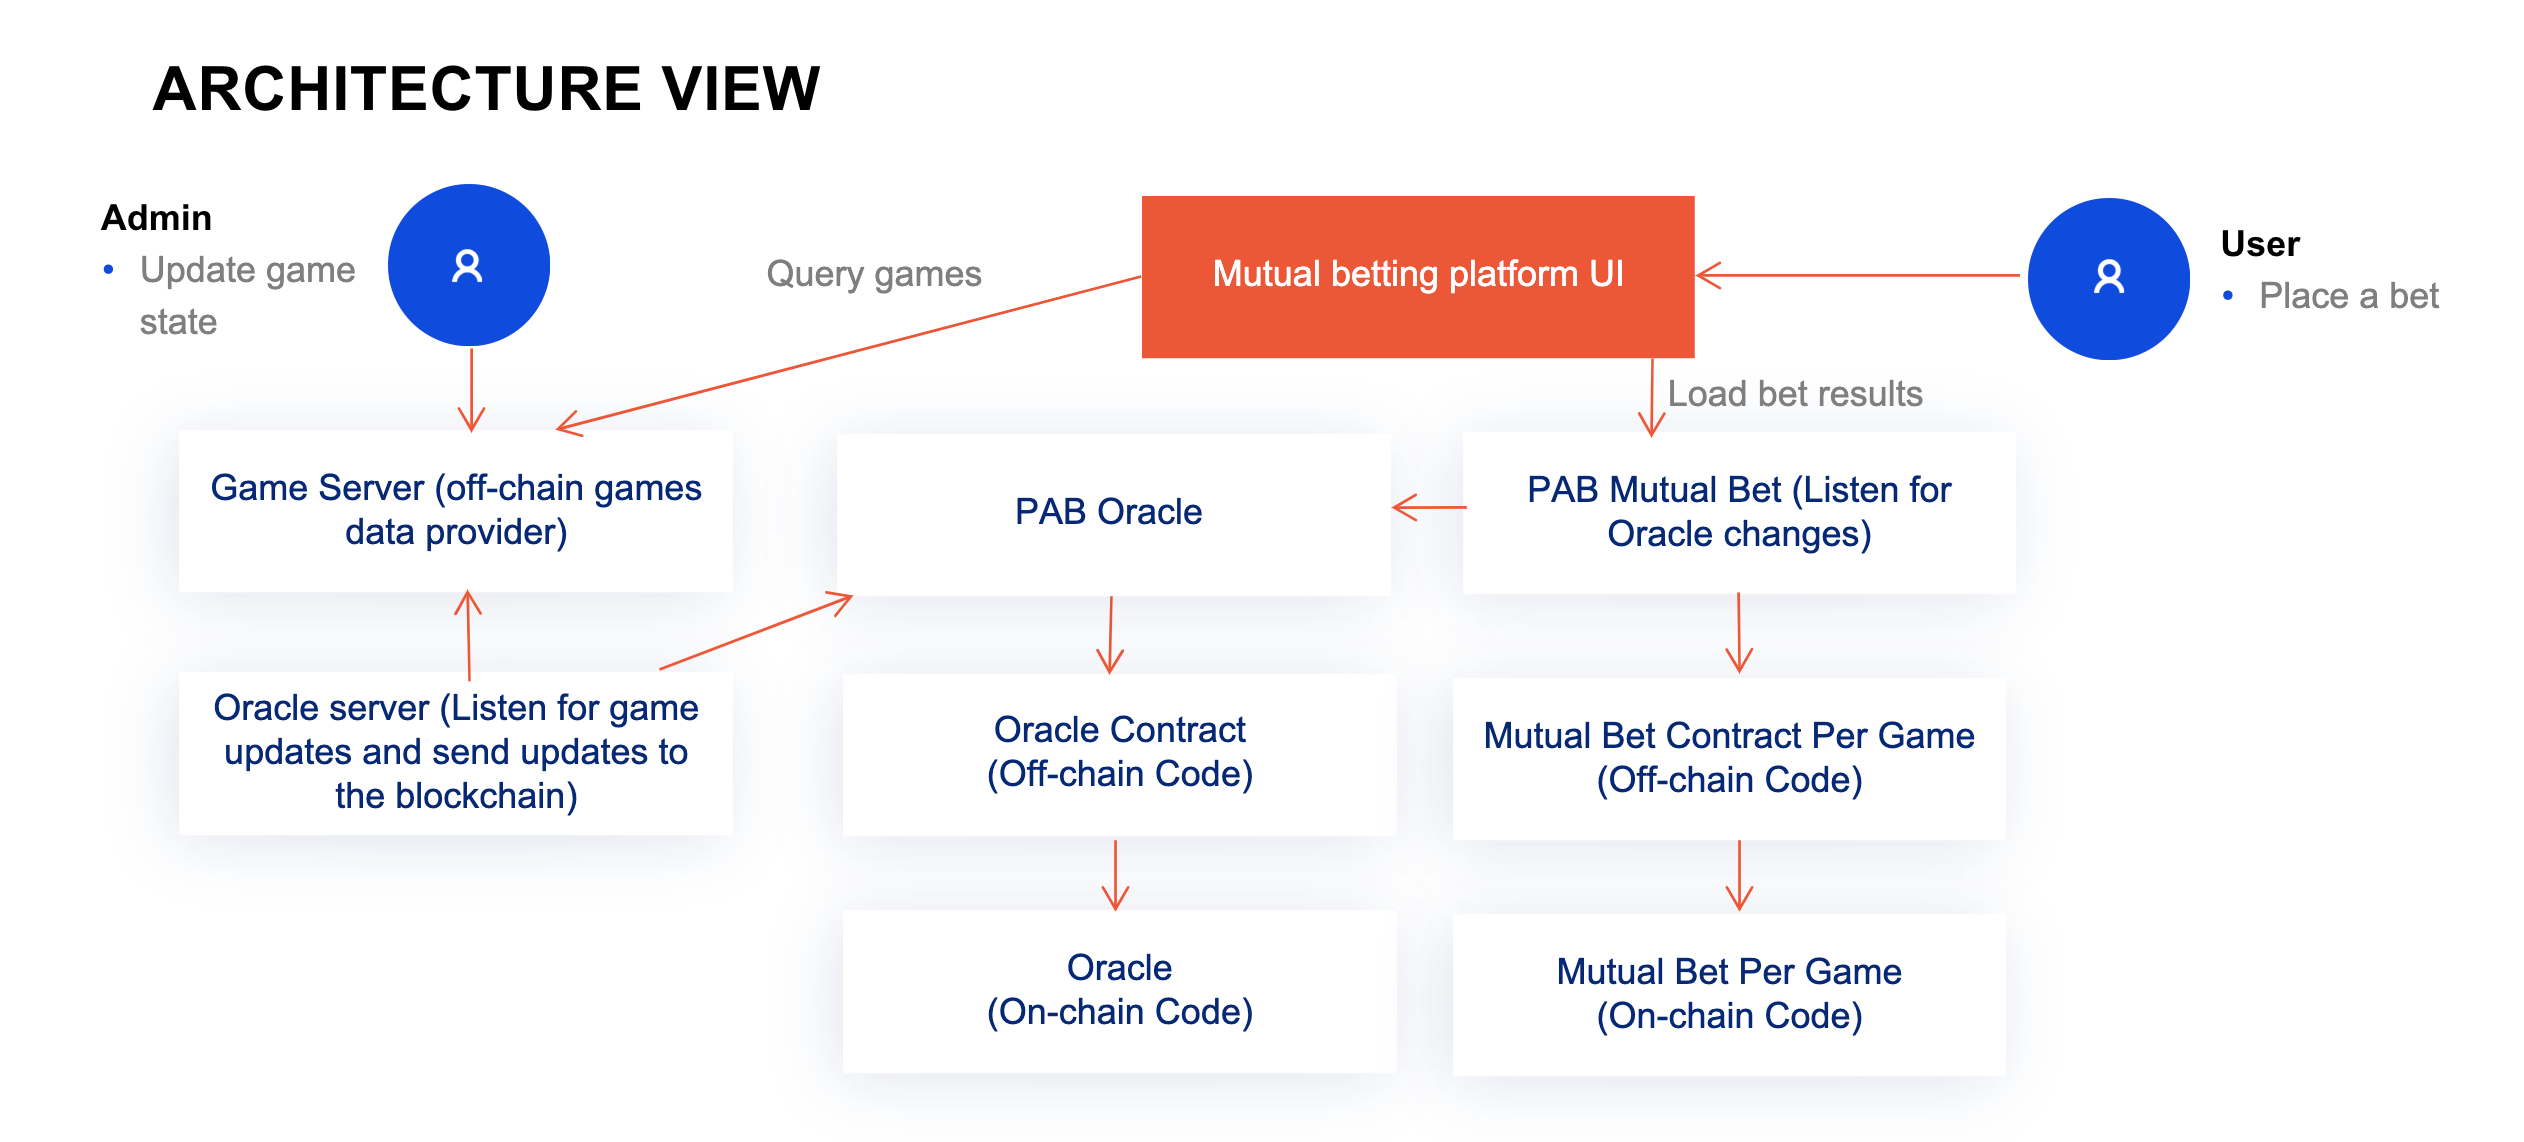 ARCHITECTURE VIEW
Admin
• Update game
state
Query games
Mutual betting platform UI
User
• Place a bet
Load bet results
Game Server (off-chain games
data provider)
PAB Oracle
PAB Mutual Bet (Listen for
Oracle changes)
Oracle server (Listen for game
updates and send updates to
the blockchain)
Oracle Contract
(Off-chain Code)
Mutual Bet Contract Per Game
(Off-chain Code)
Oracle
(On-chain Code)
Mutual Bet Per Game
(On-chain Code)